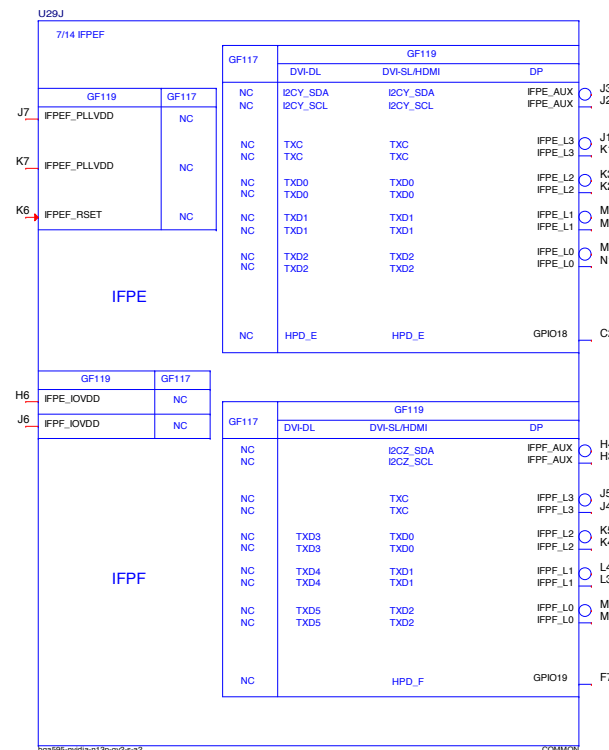 U29J
7/14 IFPEF
GF117 GF119
DVI-DL DVI-SL/HDMI DP
NC I2CY_SDA I2CY_SDA IFPE_AUX
NC I2CY_SCL I2CY_SCL IFPE_AUX J2
GF119 GF117
J7 IFPEF_PLLVDD NC
NC TXC TXC IFPE_L3
NC TXC TXC IFPE_L3
K7 IFPEF_PLLVDD NC
NC TXD0 TXD0 IFPE_L2
NC TXD0 TXD0 IFPE_L2
K6 IFPEF_RSET NC
NC TXD1 TXD1 IFPE_L1
NC TXD1 TXD1 IFPE_L1
NC TXD2 TXD2 IFPE_L0
NC TXD2 TXD2 IFPE_L0
IFPE
NC HPD_E HPD_E GPIO18
GF119 GF117
H6 IFPE_IOVDD NC
J6 IFPF_IOVDD NC
GF117 GF119
DVI-DL DVI-SL/HDMI DP
NC I2CZ_SDA IFPF_AUX
NC I2CZ_SCL IFPF_AUX
NC TXC IFPF_L3 J5
NC TXC IFPF_L3 J4
NC TXD3 TXD0 IFPF_L2
NC TXD3 TXD0 IFPF_L2
IFPF
NC TXD4 TXD1 IFPF_L1
NC TXD4 TXD1 IFPF_L1 L3
NC TXD5 TXD2 IFPF_L0
NC TXD5 TXD2 IFPF_L0
NC HPD_F GPIO19 F7
COMMON